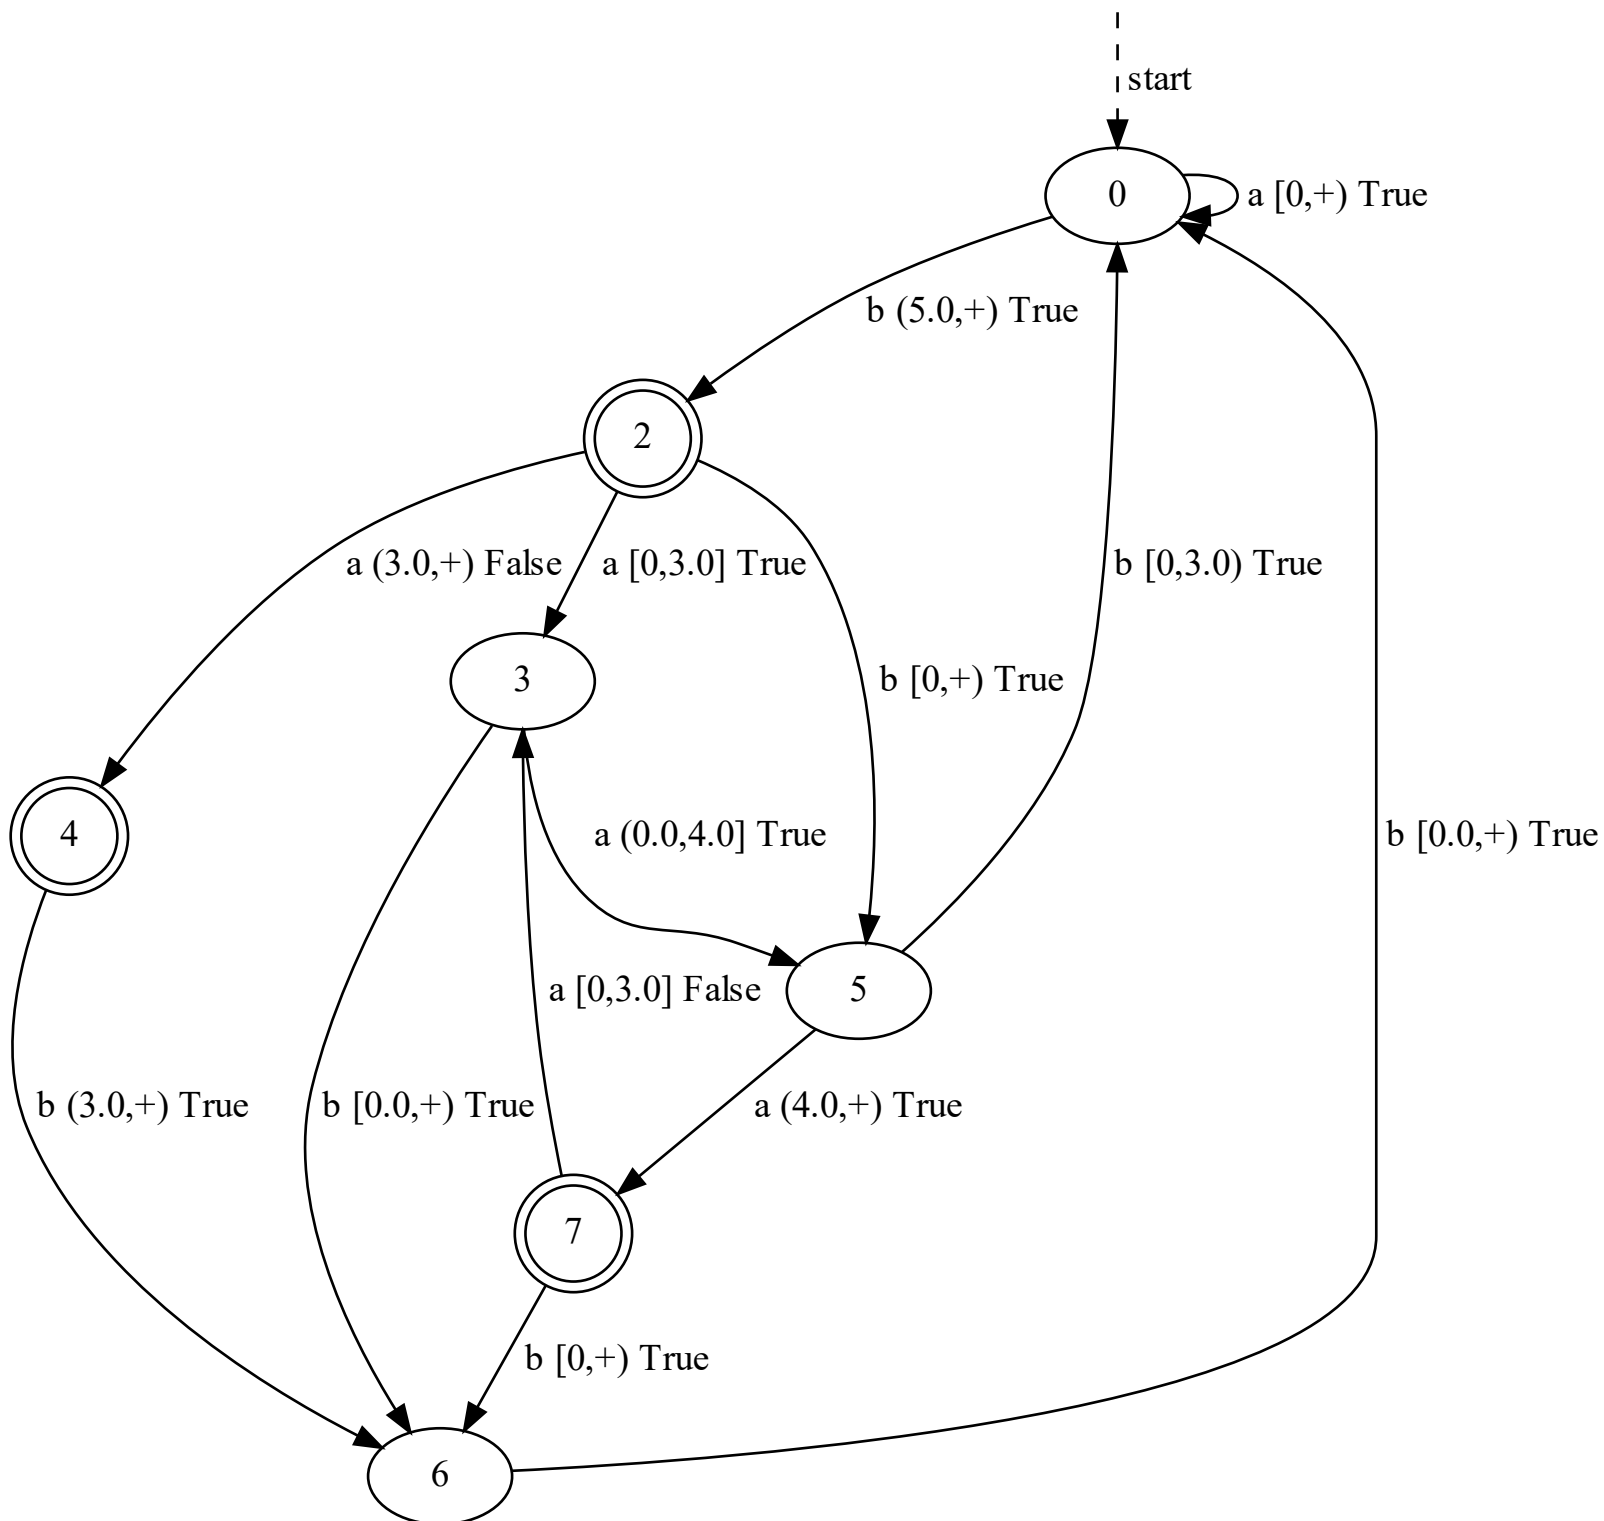 start
0
a [0,+) True
b (5.0,+) True
2
a (3.0,+) False
a [0,3.0] True
b [0,3.0) True
3
b [0,+) True
4
a (0.0,4.0] True
b [0.0,+) True
a [0,3.0] False
5
b (3.0,+) True
b [0.0,+) True
a (4.0,+) True
7
b [0,+) True
6